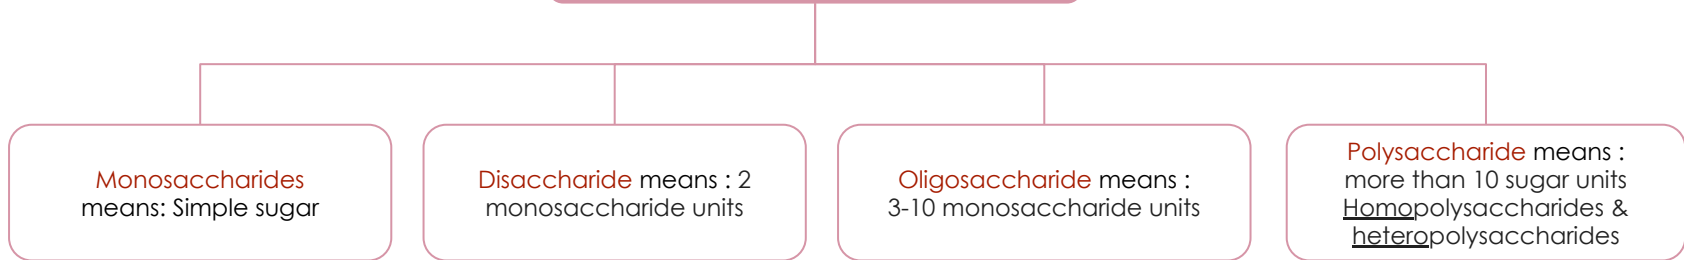 Monosaccharides
means: Simple sugar
Disaccharide means : 2
monosaccharide units
Oligosaccharide means :
3-10 monosaccharide units
Polysaccharide means :
more than 10 sugar units
Homopolysaccharides &
heteropolysaccharides